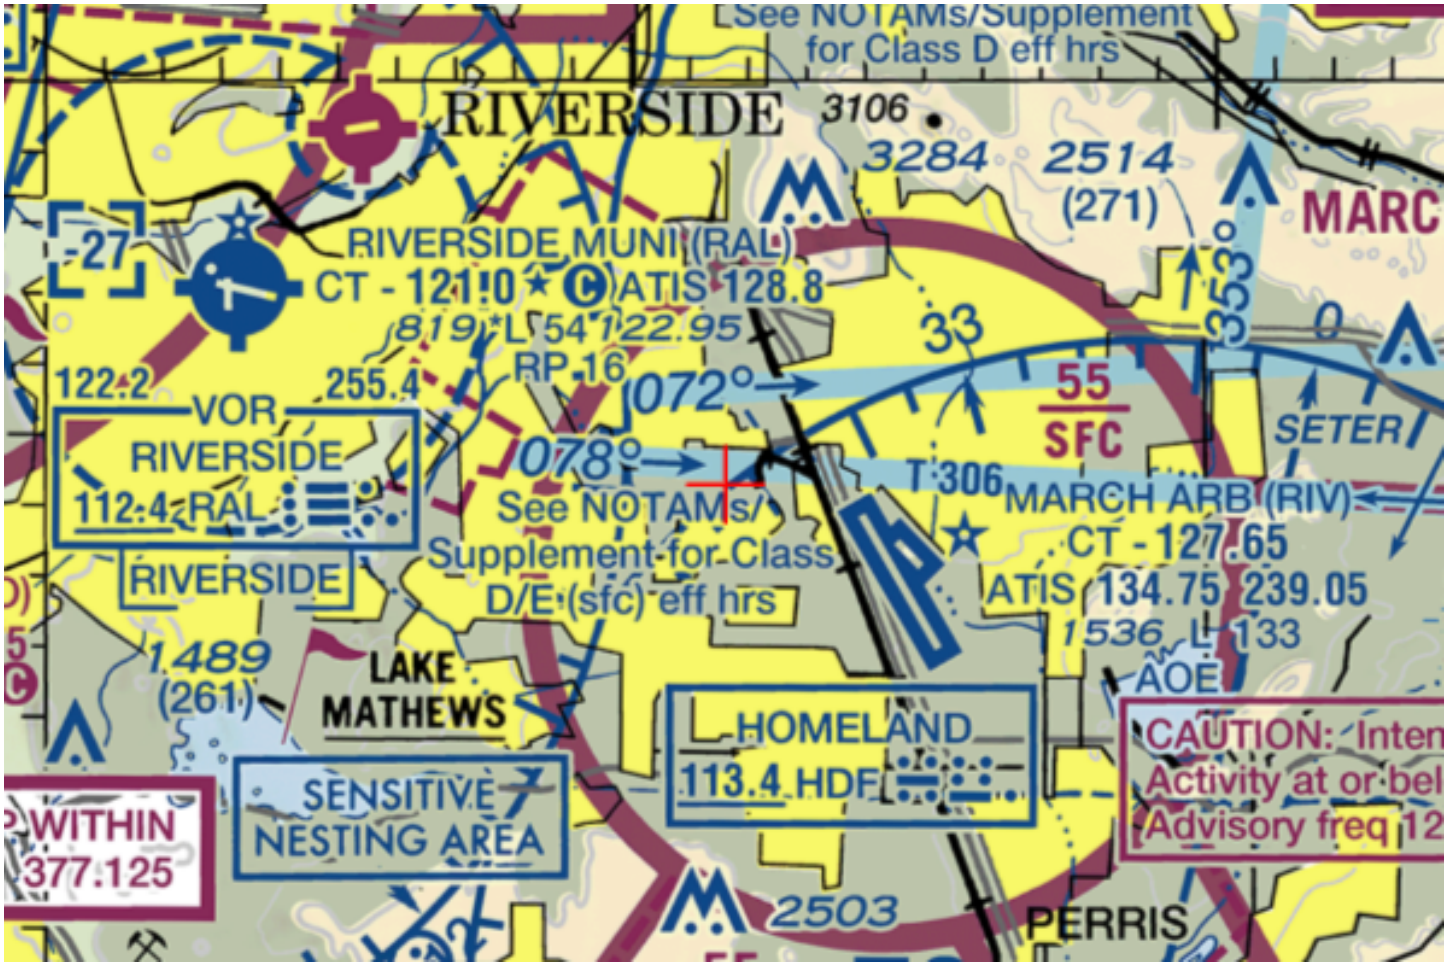 See NOTAMs/Supplement
for Class D eff hrs
RIVERSIDE
3106
3284
2514
(271)
MARC
353°
-27
RIVERSIDE MUNI (RAL)
CT - 121.0 C ATIS 128.8
819 *L 54 122.95
RP 16
33
0
122.2
255.4
072°
55
SFC
SETER
VOR
RIVERSIDE
112.4 RAL
078°
T 306
See NOTAMs/
Supplement for Class
D/E (sfc) eff hrs
MARCH ARB (RIV)
CT - 127.65
ATIS 134.75 239.05
1536 L 133
AOE
RIVERSIDE
D)
5
C
1489
(261)
LAKE
MATHEWS
HOMELAND
113.4 HDF
CAUTION: Inten
Activity at or bel
Advisory freq 12
SENSITIVE
NESTING AREA
P WITHIN
377.125
2503
PERRIS
55